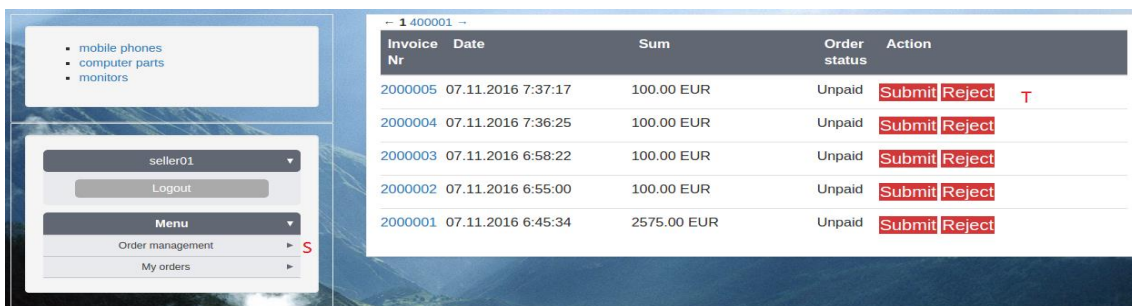 mobile phones
computer parts
monitors
seller01
Logout
Menu
Order management
S
My orders
← 1 400001 →
Invoice Nr Date Sum Order status Action
2000005 07.11.2016 7:37:17 100.00 EUR Unpaid Submit Reject T
2000004 07.11.2016 7:36:25 100.00 EUR Unpaid Submit Reject
2000003 07.11.2016 6:58:22 100.00 EUR Unpaid Submit Reject
2000002 07.11.2016 6:55:00 100.00 EUR Unpaid Submit Reject
2000001 07.11.2016 6:45:34 2575.00 EUR Unpaid Submit Reject